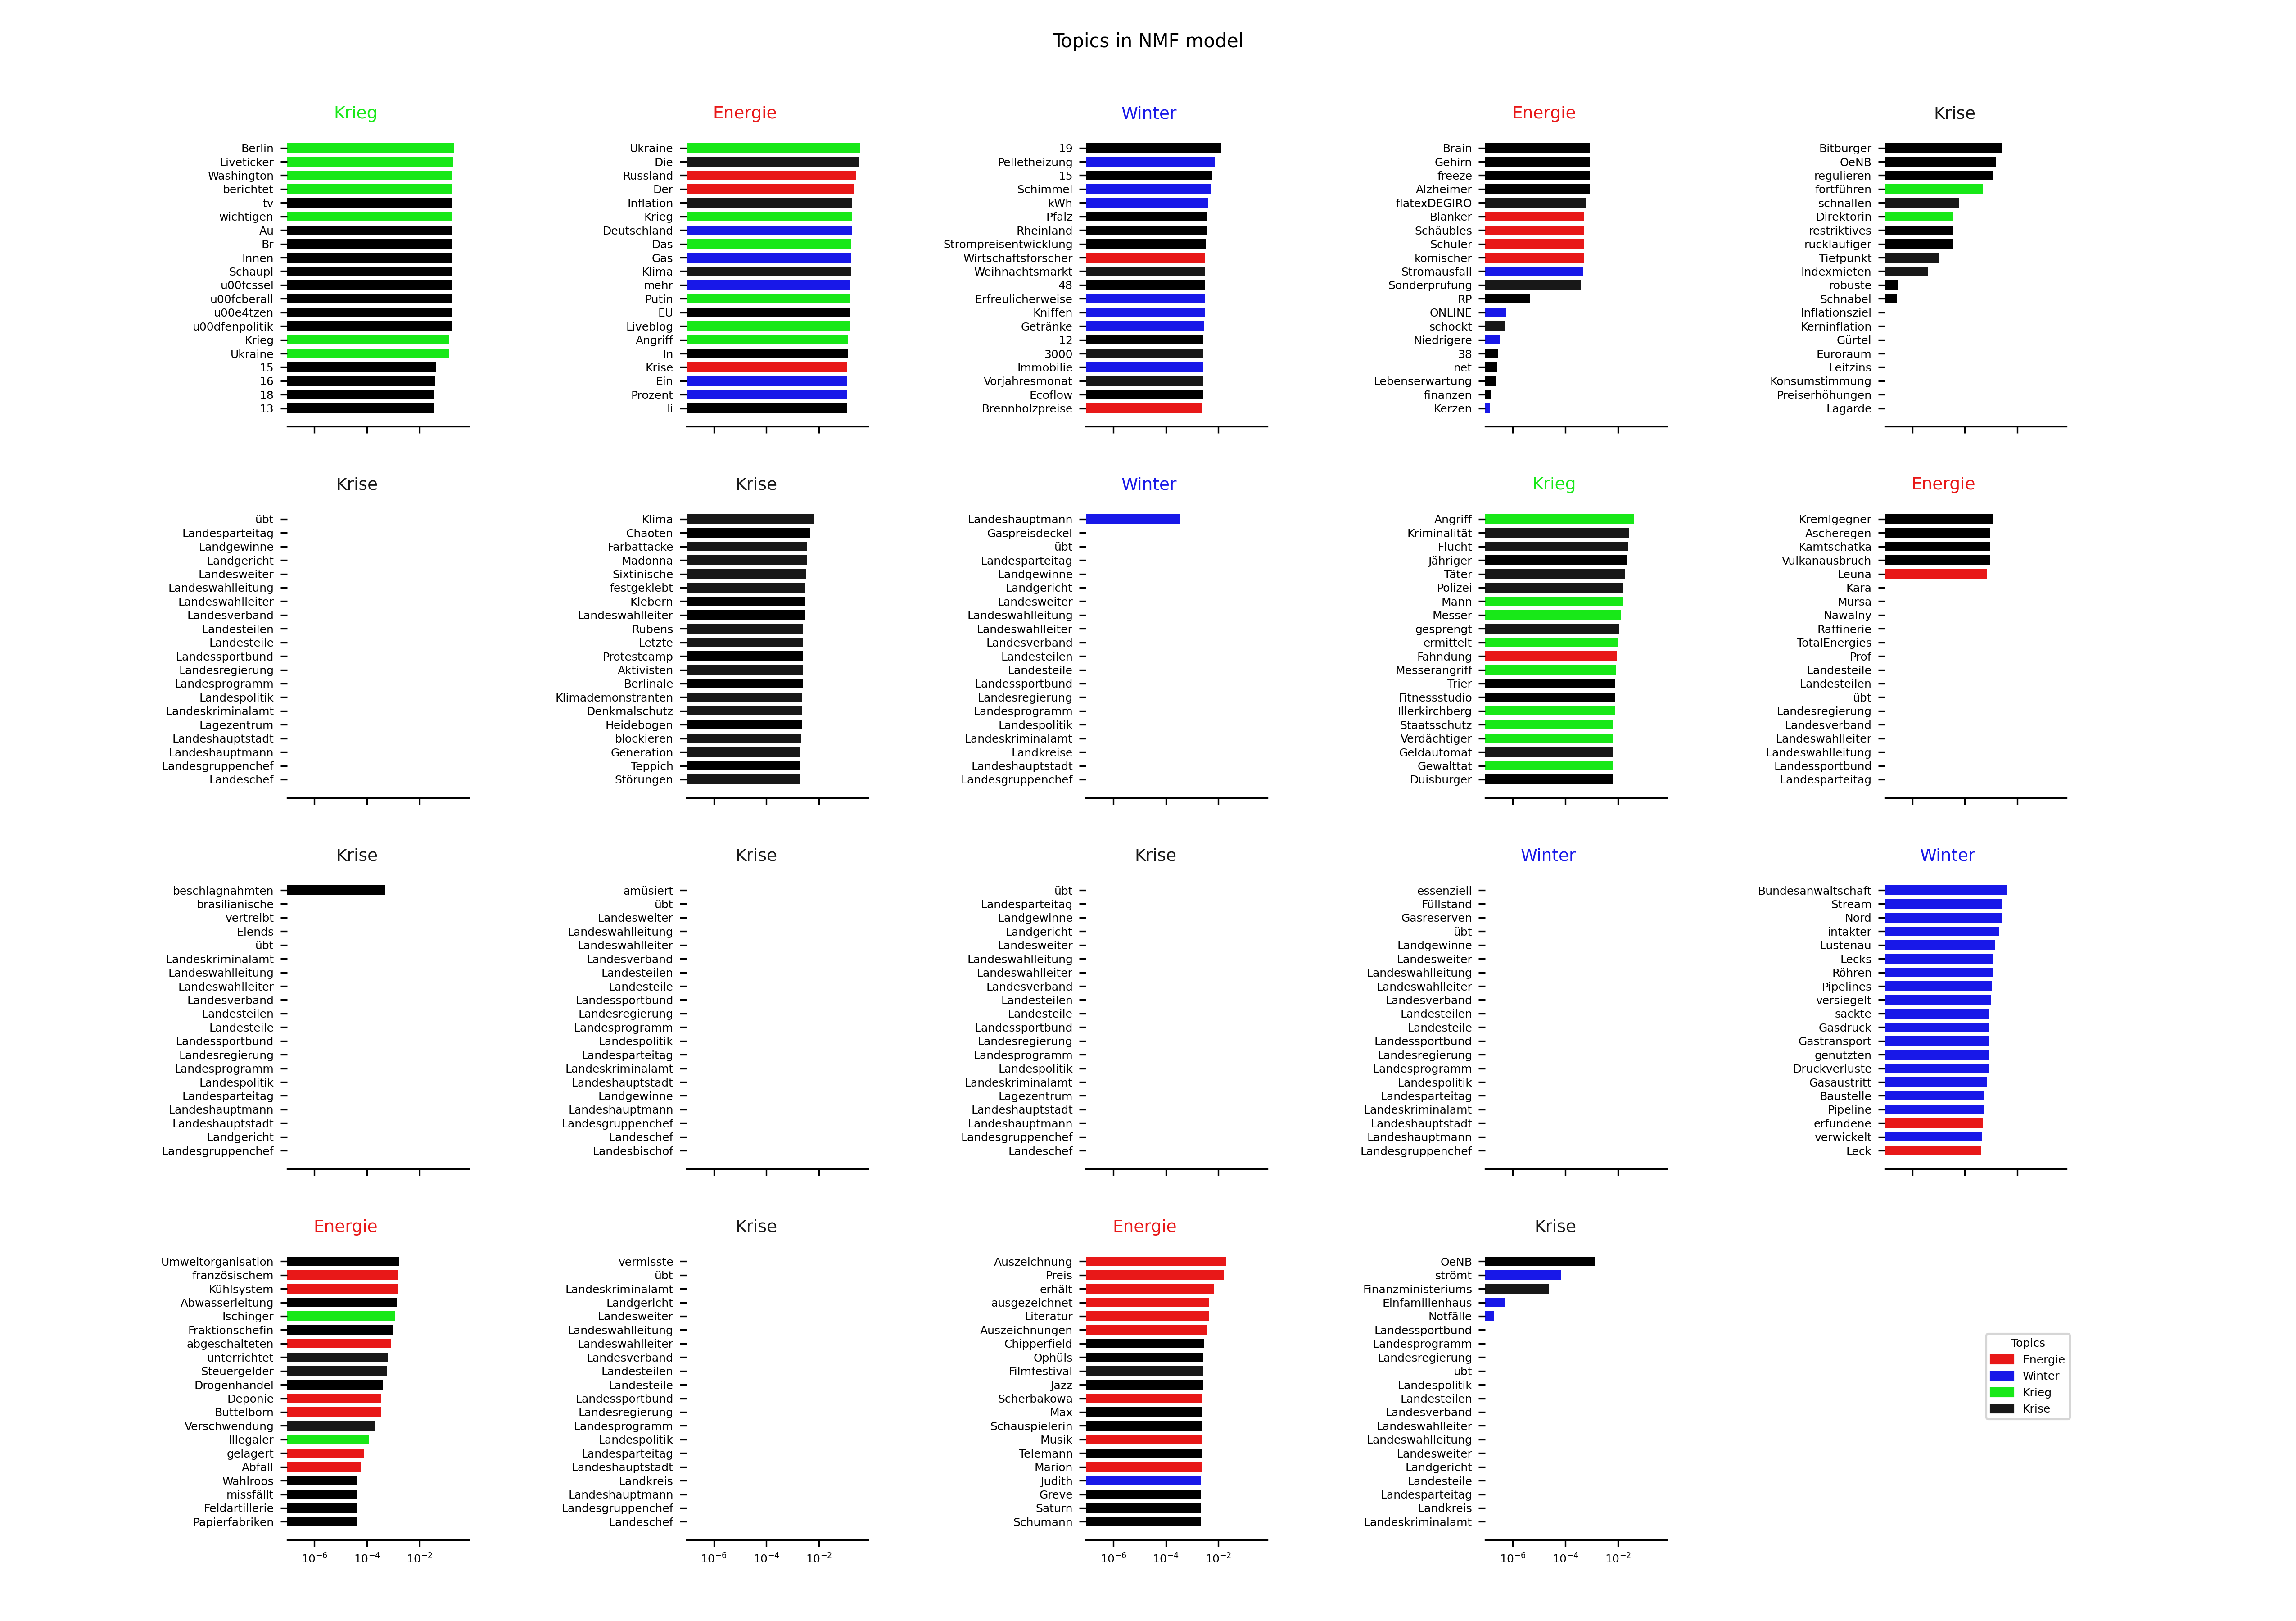 Topics in NMF model
Krieg
Berlin
Liveticker
Washington
berichtet
tv
wichtigen
Au
Br
Innen
Schaupl
u00fcssel
u00fcberall
u00e4tzen
u00dfenpolitik
Krieg
Ukraine
15
16
18
13
Energie
Ukraine
Die
Russland
Der
Inflation
Krieg
Deutschland
Das
Gas
Klima
mehr
Putin
EU
Liveblog
Angriff
In
Krise
Ein
Prozent
li
Winter
19
Pelletheizung
15
Schimmel
kWh
Pfalz
Rheinland
Strompreisentwicklung
Wirtschaftsforscher
Weihnachtsmarkt
48
Erfreulicherweise
Kniffen
Getränke
12
3000
Immobilie
Vorjahresmonat
Ecoflow
Brennholzpreise
Energie
Brain
Gehirn
freeze
Alzheimer
flatexDEGIRO
Blanker
Schäubles
Schuler
komischer
Stromausfall
Sonderprüfung
RP
ONLINE
schockt
Niedrigere
38
net
Lebenserwartung
finanzen
Kerzen
Krise
Bitburger
OeNB
regulieren
fortführen
schnallen
Direktorin
restriktives
rückläufiger
Tiefpunkt
Indexmieten
robuste
Schnabel
Inflationsziel
Kerninflation
Gürtel
Euroraum
Leitzins
Konsumstimmung
Preiserhöhungen
Lagarde
Krise
übt
Landesparteitag
Landgewinne
Landgericht
Landesweiter
Landeswahlleitung
Landeswahlleiter
Landesverband
Landesteilen
Landesteile
Landessportbund
Landesregierung
Landesprogramm
Landespolitik
Landeskriminalamt
Lagezentrum
Landeshauptstadt
Landeshauptmann
Landesgruppenchef
Landeschef
Krise
Klima
Chaoten
Farbattacke
Madonna
Sixtinische
festgeklebt
Klebern
Landeswahlleiter
Rubens
Letzte
Protestcamp
Aktivisten
Berlinale
Klimademonstranten
Denkmalschutz
Heidebogen
blockieren
Generation
Teppich
Störungen
Winter
Landeshauptmann
Gaspreisdeckel
übt
Landesparteitag
Landgewinne
Landgericht
Landesweiter
Landeswahlleitung
Landeswahlleiter
Landesverband
Landesteilen
Landesteile
Landessportbund
Landesregierung
Landesprogramm
Landespolitik
Landeskriminalamt
Landkreise
Landeshauptstadt
Landesgruppenchef
Krieg
Angriff
Kriminalität
Flucht
Jähriger
Täter
Polizei
Mann
Messer
gesprengt
ermittelt
Fahndung
Messerangriff
Trier
Fitnessstudio
Illerkirchberg
Staatsschutz
Verdächtiger
Geldautomat
Gewalttat
Duisburger
Energie
Kremlgegner
Ascheregen
Kamtschatka
Vulkanausbruch
Leuna
Kara
Mursa
Nawalny
Raffinerie
TotalEnergies
Prof
Landesteile
Landesteilen
übt
Landesregierung
Landesverband
Landeswahlleiter
Landeswahlleitung
Landessportbund
Landesparteitag
Krise
beschlagnahmten
brasilianische
vertreibt
Elends
übt
Landeskriminalamt
Landeswahlleitung
Landeswahlleiter
Landesverband
Landesteilen
Landesteile
Landessportbund
Landesregierung
Landesprogramm
Landespolitik
Landesparteitag
Landeshauptmann
Landeshauptstadt
Landgericht
Landesgruppenchef
Krise
amüsiert
übt
Landesweiter
Landeswahlleitung
Landeswahlleiter
Landesverband
Landesteilen
Landesteile
Landessportbund
Landesregierung
Landesprogramm
Landespolitik
Landesparteitag
Landeskriminalamt
Landeshauptstadt
Landgewinne
Landeshauptmann
Landesgruppenchef
Landeschef
Landesbischof
Krise
übt
Landesparteitag
Landgewinne
Landgericht
Landesweiter
Landeswahlleitung
Landeswahlleiter
Landesverband
Landesteilen
Landesteile
Landessportbund
Landesregierung
Landesprogramm
Landespolitik
Landeskriminalamt
Lagezentrum
Landeshauptstadt
Landeshauptmann
Landesgruppenchef
Landeschef
Winter
essenziell
Füllstand
Gasreserven
übt
Landgewinne
Landesweiter
Landeswahlleitung
Landeswahlleiter
Landesverband
Landesteilen
Landesteile
Landessportbund
Landesregierung
Landesprogramm
Landespolitik
Landesparteitag
Landeskriminalamt
Landeshauptstadt
Landeshauptmann
Landesgruppenchef
Winter
Bundesanwaltschaft
Stream
Nord
intakter
Lustenau
Lecks
Röhren
Pipelines
versiegelt
sackte
Gasdruck
Gastransport
genutzten
Druckverluste
Gasaustritt
Baustelle
Pipeline
erfundene
verwickelt
Leck
Energie
Umweltorganisation
französischem
Kühlsystem
Abwasserleitung
Ischinger
Fraktionschefin
abgeschalteten
unterrichtet
Steuergelder
Drogenhandel
Deponie
Büttelborn
Verschwendung
Illegaler
gelagert
Abfall
Wahlroos
missfällt
Feldartillerie
Papierfabriken
10⁻⁶ 10⁻⁴ 10⁻²
Krise
vermisste
übt
Landeskriminalamt
Landgericht
Landesweiter
Landeswahlleitung
Landeswahlleiter
Landesverband
Landesteilen
Landesteile
Landessportbund
Landesregierung
Landesprogramm
Landespolitik
Landesparteitag
Landeshauptstadt
Landkreis
Landeshauptmann
Landesgruppenchef
Landeschef
10⁻⁶ 10⁻⁴ 10⁻²
Energie
Auszeichnung
Preis
erhält
ausgezeichnet
Literatur
Auszeichnungen
Chipperfield
Ophüls
Filmfestival
Jazz
Scherbakowa
Max
Schauspielerin
Musik
Telemann
Marion
Judith
Greve
Saturn
Schumann
10⁻⁶ 10⁻⁴ 10⁻²
Krise
OeNB
strömt
Finanzministeriums
Einfamilienhaus
Notfälle
Landessportbund
Landesprogramm
Landesregierung
übt
Landespolitik
Landesteilen
Landesverband
Landeswahlleiter
Landeswahlleitung
Landesweiter
Landgericht
Landesteile
Landesparteitag
Landkreis
Landeskriminalamt
10⁻⁶ 10⁻⁴ 10⁻²
Topics
Energie
Winter
Krieg
Krise